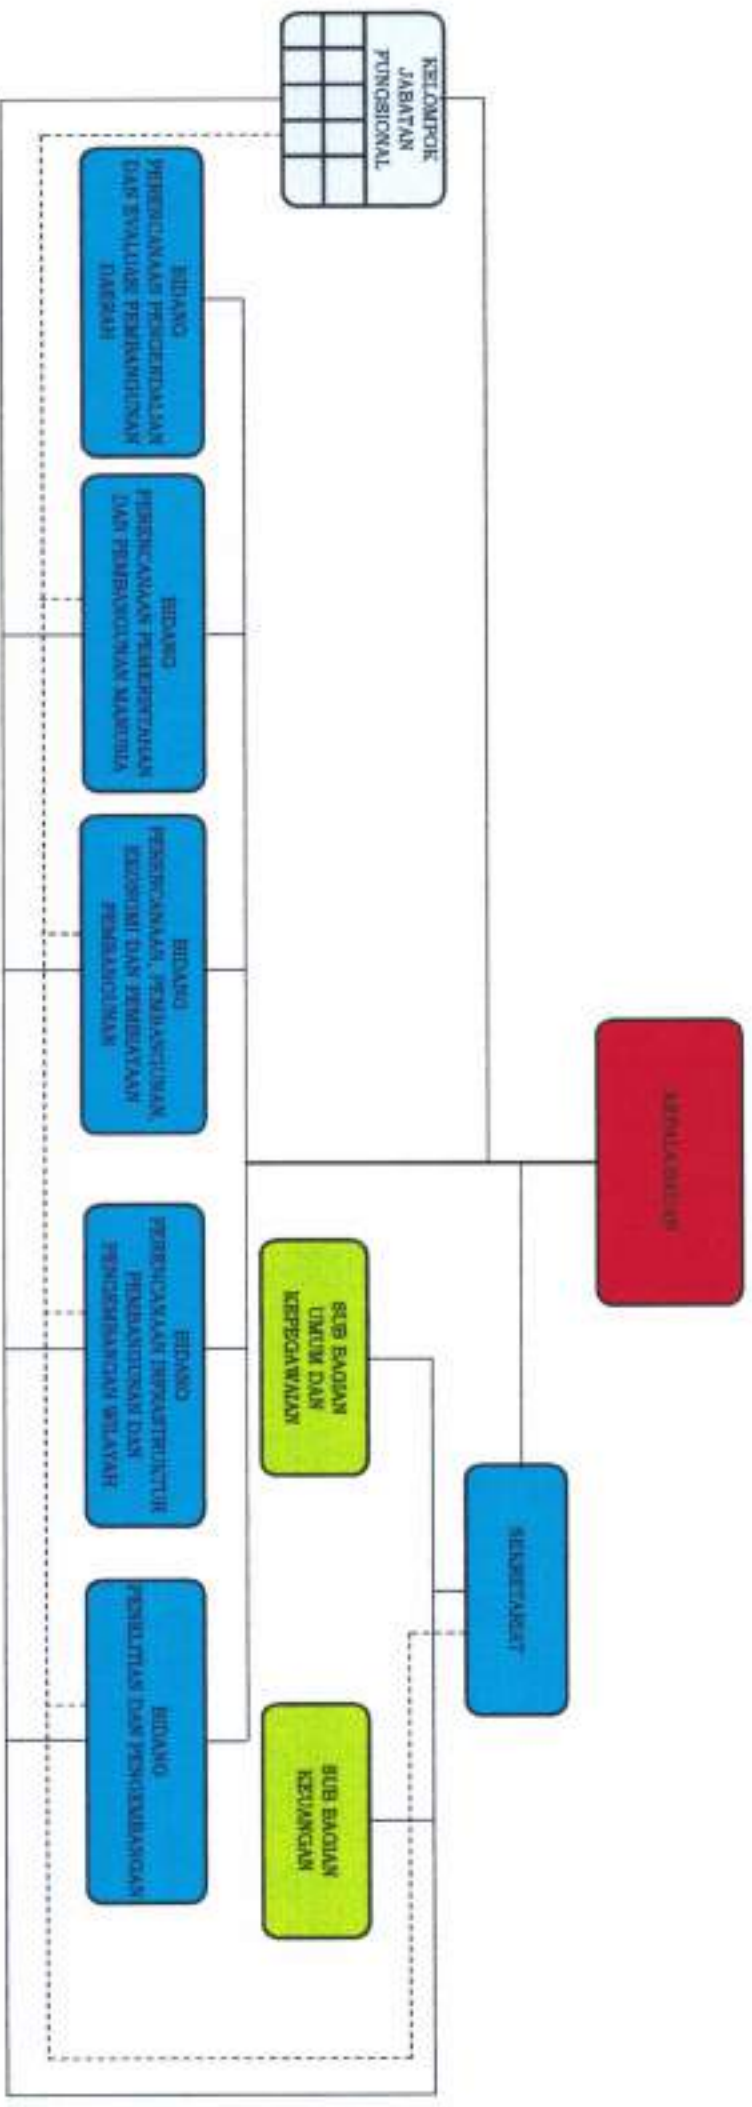 KEPALA
SEKRETARIAT
KELOMPOK
JABATAN
FUNGSIONAL
SUB BAGIAN
UMUM DAN
KEPEGAWAIAN
SUB BAGIAN
KEUANGAN
BIDANG
PERENCANAAN PENGENDALIAN
DAN EVALUASI PEMBANGUNAN
DAERAH
BIDANG
PERENCANAAN PEMERINTAHAN
DAN PEMBANGUNAN MANUSIA
BIDANG
PERENCANAAN, PEMBANGUNAN,
EKONOMI DAN PEMBIAYAAN
PEMBANGUNAN
BIDANG
PERENCANAAN INFRASTRUKTUR
PEMBANGUNAN DAN
PENGEMBANGAN WILAYAH
BIDANG
PENELITIAN DAN PENGEMBANGAN